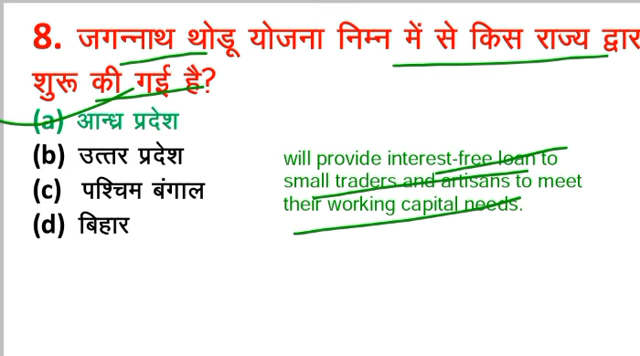 8. जगन्नाथ थोडू योजना निम्न में से किस राज्य द्वार
शुरू की गई है?
(a) आन्ध्र प्रदेश
(b) उत्तर प्रदेश
(c) पश्चिम बंगाल
(d) बिहार
will provide interest-free loan to
small traders and artisans to meet
their working capital needs.